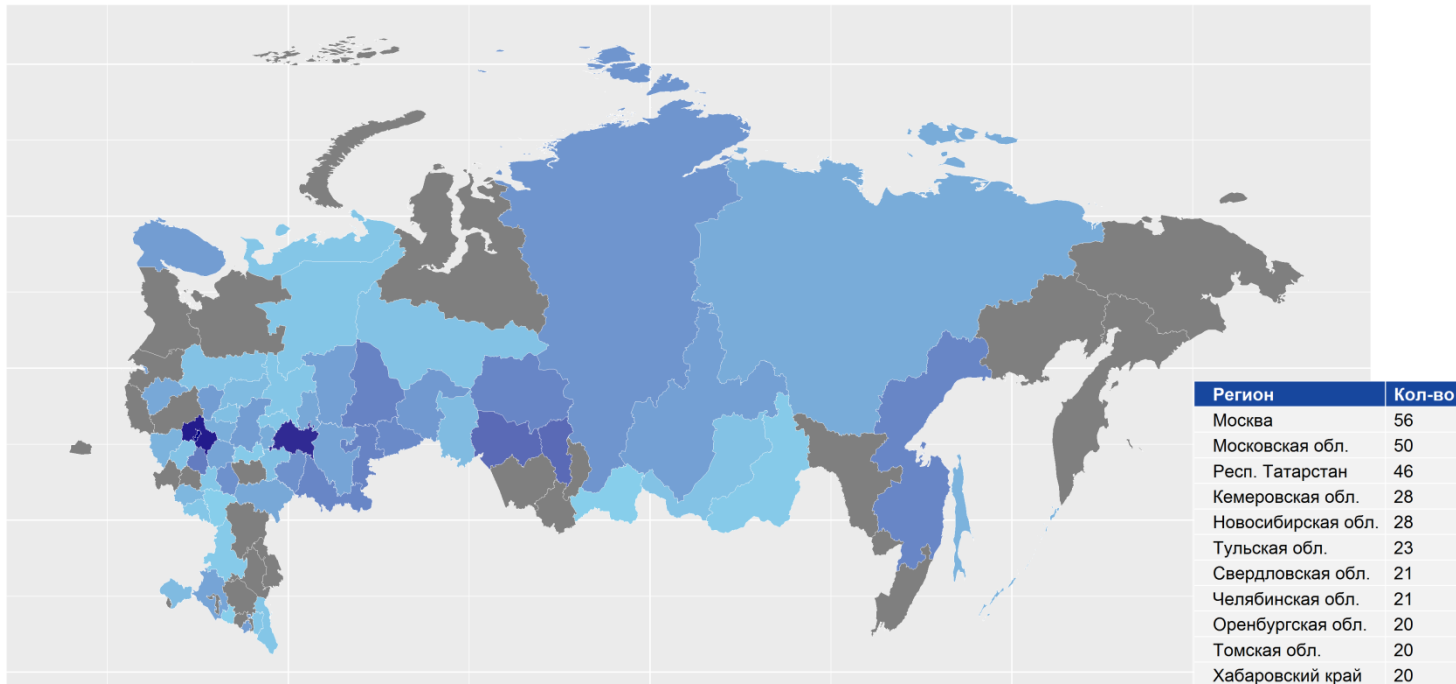 Регион Кол-во
Москва 56
Московская обл. 50
Респ. Татарстан 46
Кемеровская обл. 28
Новосибирская обл. 28
Тульская обл. 23
Свердловская обл. 21
Челябинская обл. 21
Оренбургская обл. 20
Томская обл. 20
Хабаровский край 20